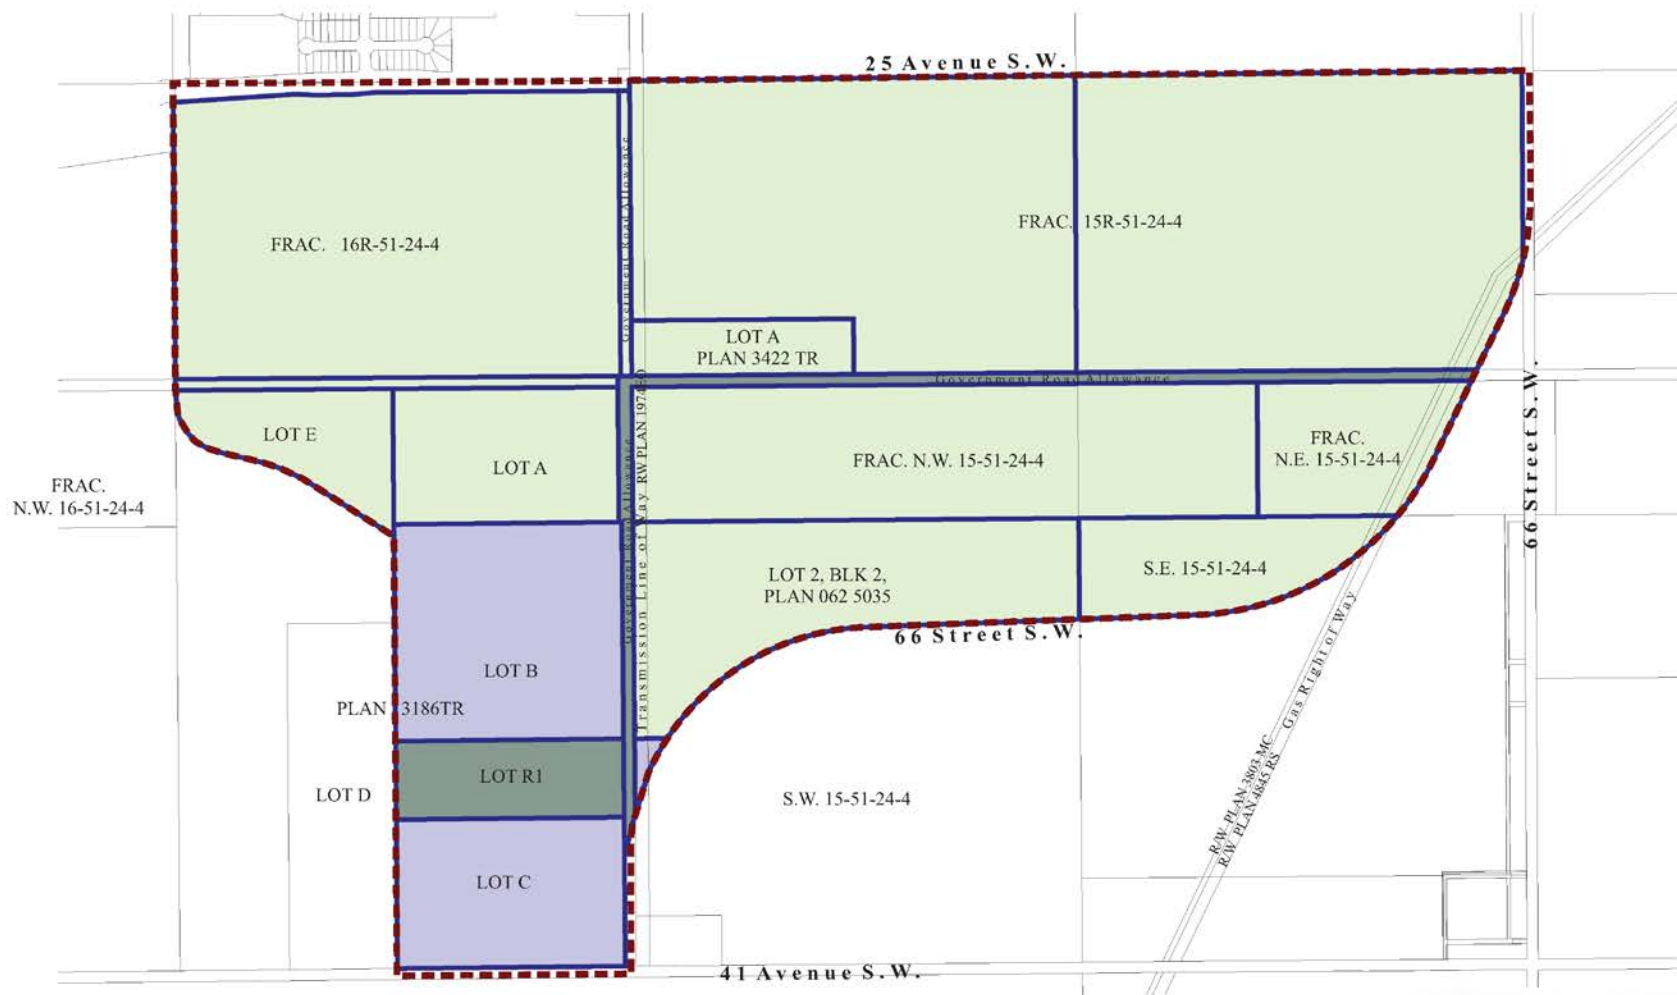 25 Avenue S.W.
FRAC. 16R-51-24-4
Government Road Allowance
FRAC. 15R-51-24-4
LOT A
PLAN 3422 TR
Government Road Allowance
66 Street S.W.
LOT E
LOT A
Government Road Allowance
Transmission Line of Way RW PLAN 1974EO
FRAC. N.W. 15-51-24-4
FRAC.
N.E. 15-51-24-4
FRAC.
N.W. 16-51-24-4
LOT 2, BLK 2,
PLAN 062 5035
S.E. 15-51-24-4
66 Street S.W.
Gas Right of Way
LOT B
PLAN 3186TR
LOT R1
LOT D
S.W. 15-51-24-4
R/W PLAN 3803 MC
R/W PLAN 4845 RS
LOT C
41 Avenue S.W.